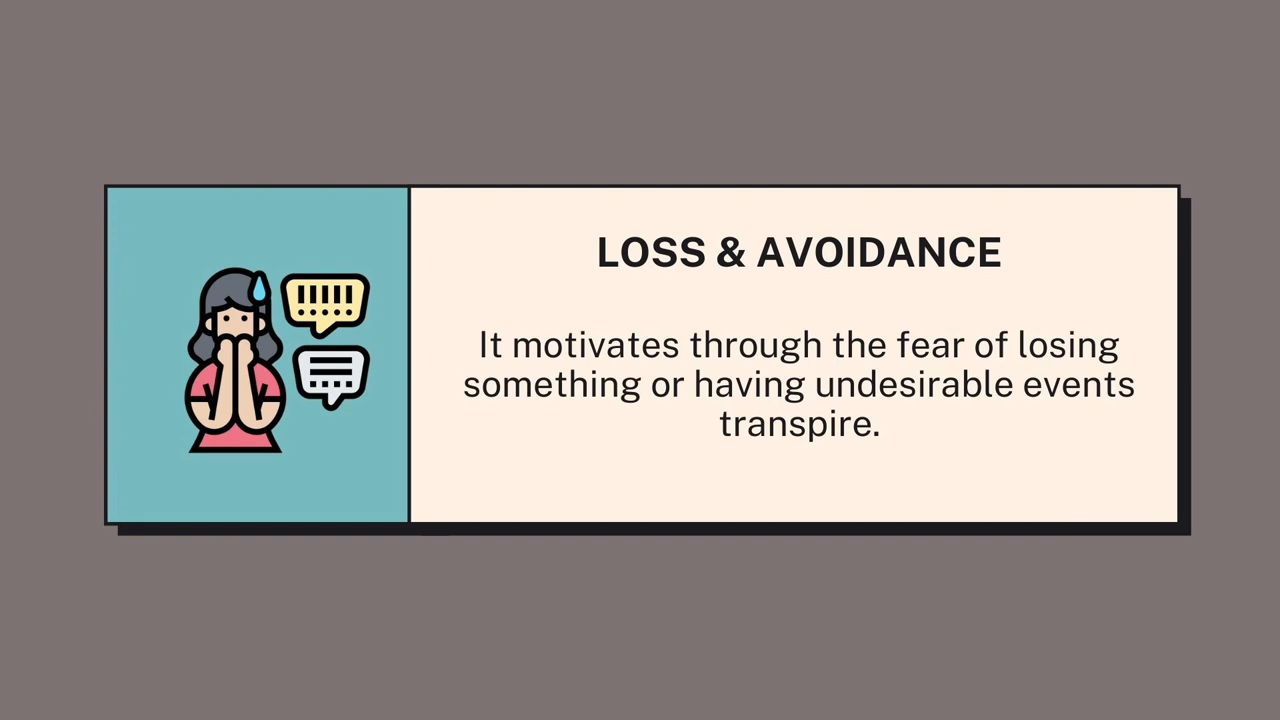 LOSS & AVOIDANCE
It motivates through the fear of losing
something or having undesirable events
transpire.